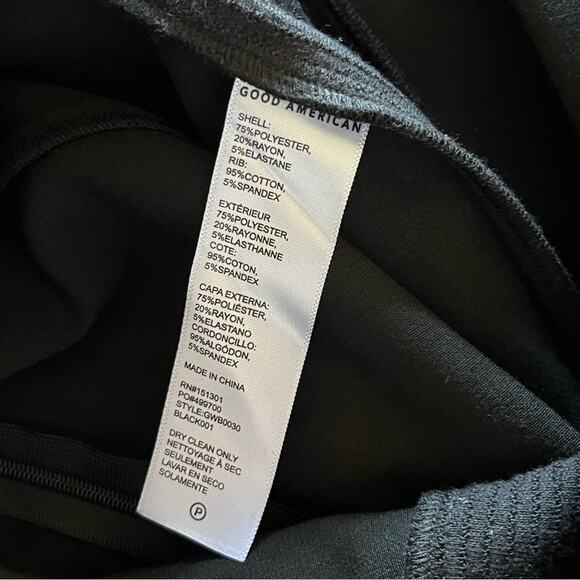 GOOD AMERICAN
SHELL:
75%POLYESTER,
20%RAYON,
5%ELASTANE
RIB:
95%COTTON,
5%SPANDEX
EXTÉRIEUR
75%POLYESTER,
20%RAYONNE,
5%ELASTHANNE
COTE:
95%COTON,
5%SPANDEX
CAPA EXTERNA:
75%POLIÉSTER,
20%RAYON,
5%ELASTANO
CORDONCILLO:
95%ALGODÓN,
5%SPANDEX
MADE IN CHINA
RN#151301
PO#499700
STYLE:GWB0030
BLACK001
DRY CLEAN ONLY
NETTOYAGE À SEC
SEULEMENT
LAVAR EN SECO
SOLAMENTE
P